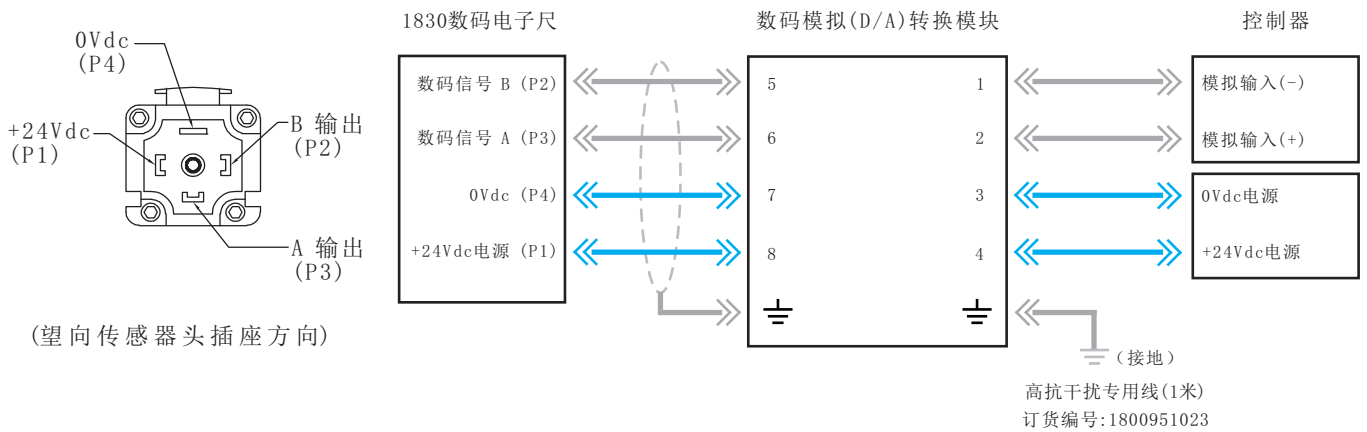 1830数码电子尺
数码模拟(D/A)转换模块
控制器
0Vdc
(P4)
+24Vdc
(P1)
B 输出
(P2)
A 输出
(P3)
(望向传感器头插座方向)
数码信号 B (P2)
数码信号 A (P3)
0Vdc (P4)
+24Vdc电源 (P1)
5
6
7
8
1
2
3
4
模拟输入(-)
模拟输入(+)
0Vdc电源
+24Vdc电源
(接地)
高抗干扰专用线(1米)
订货编号:1800951023